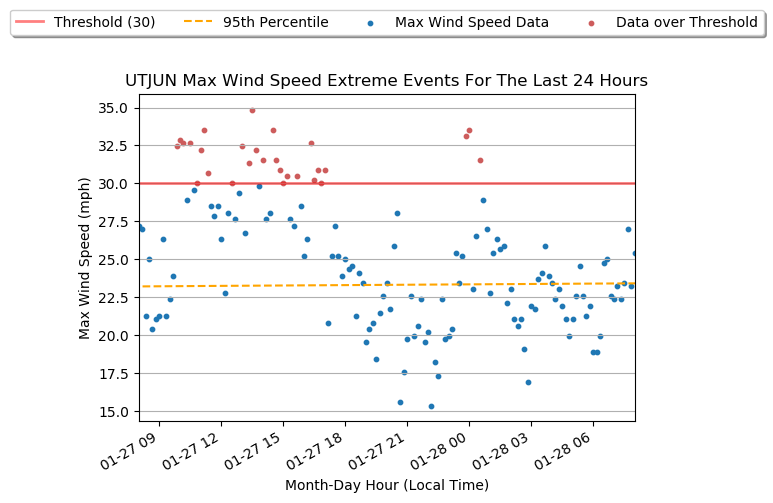 Threshold (30) 95th Percentile Max Wind Speed Data Data over Threshold
UTJUN Max Wind Speed Extreme Events For The Last 24 Hours
Max Wind Speed (mph)
35.0
32.5
30.0
27.5
25.0
22.5
20.0
17.5
15.0
01-27 09 01-27 12 01-27 15 01-27 18 01-27 21 01-28 00 01-28 03 01-28 06
Month-Day Hour (Local Time)